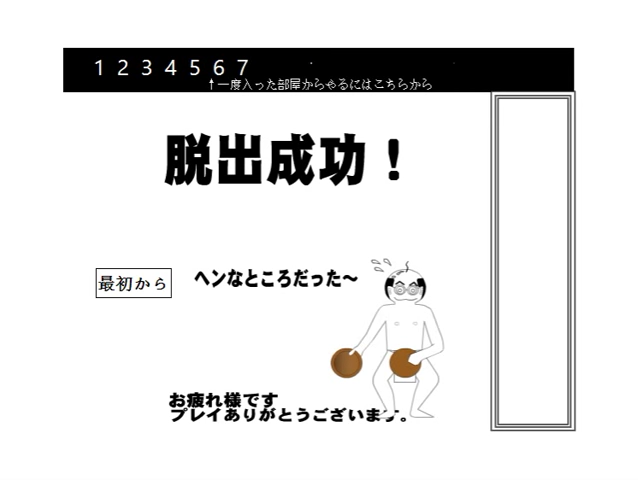 1 2 3 4 5 6 7
↑一度入った部屋からやるにはこちらから
脱出成功！
最初から
ヘンなところだった～
お疲れ様です
プレイありがとうございます。